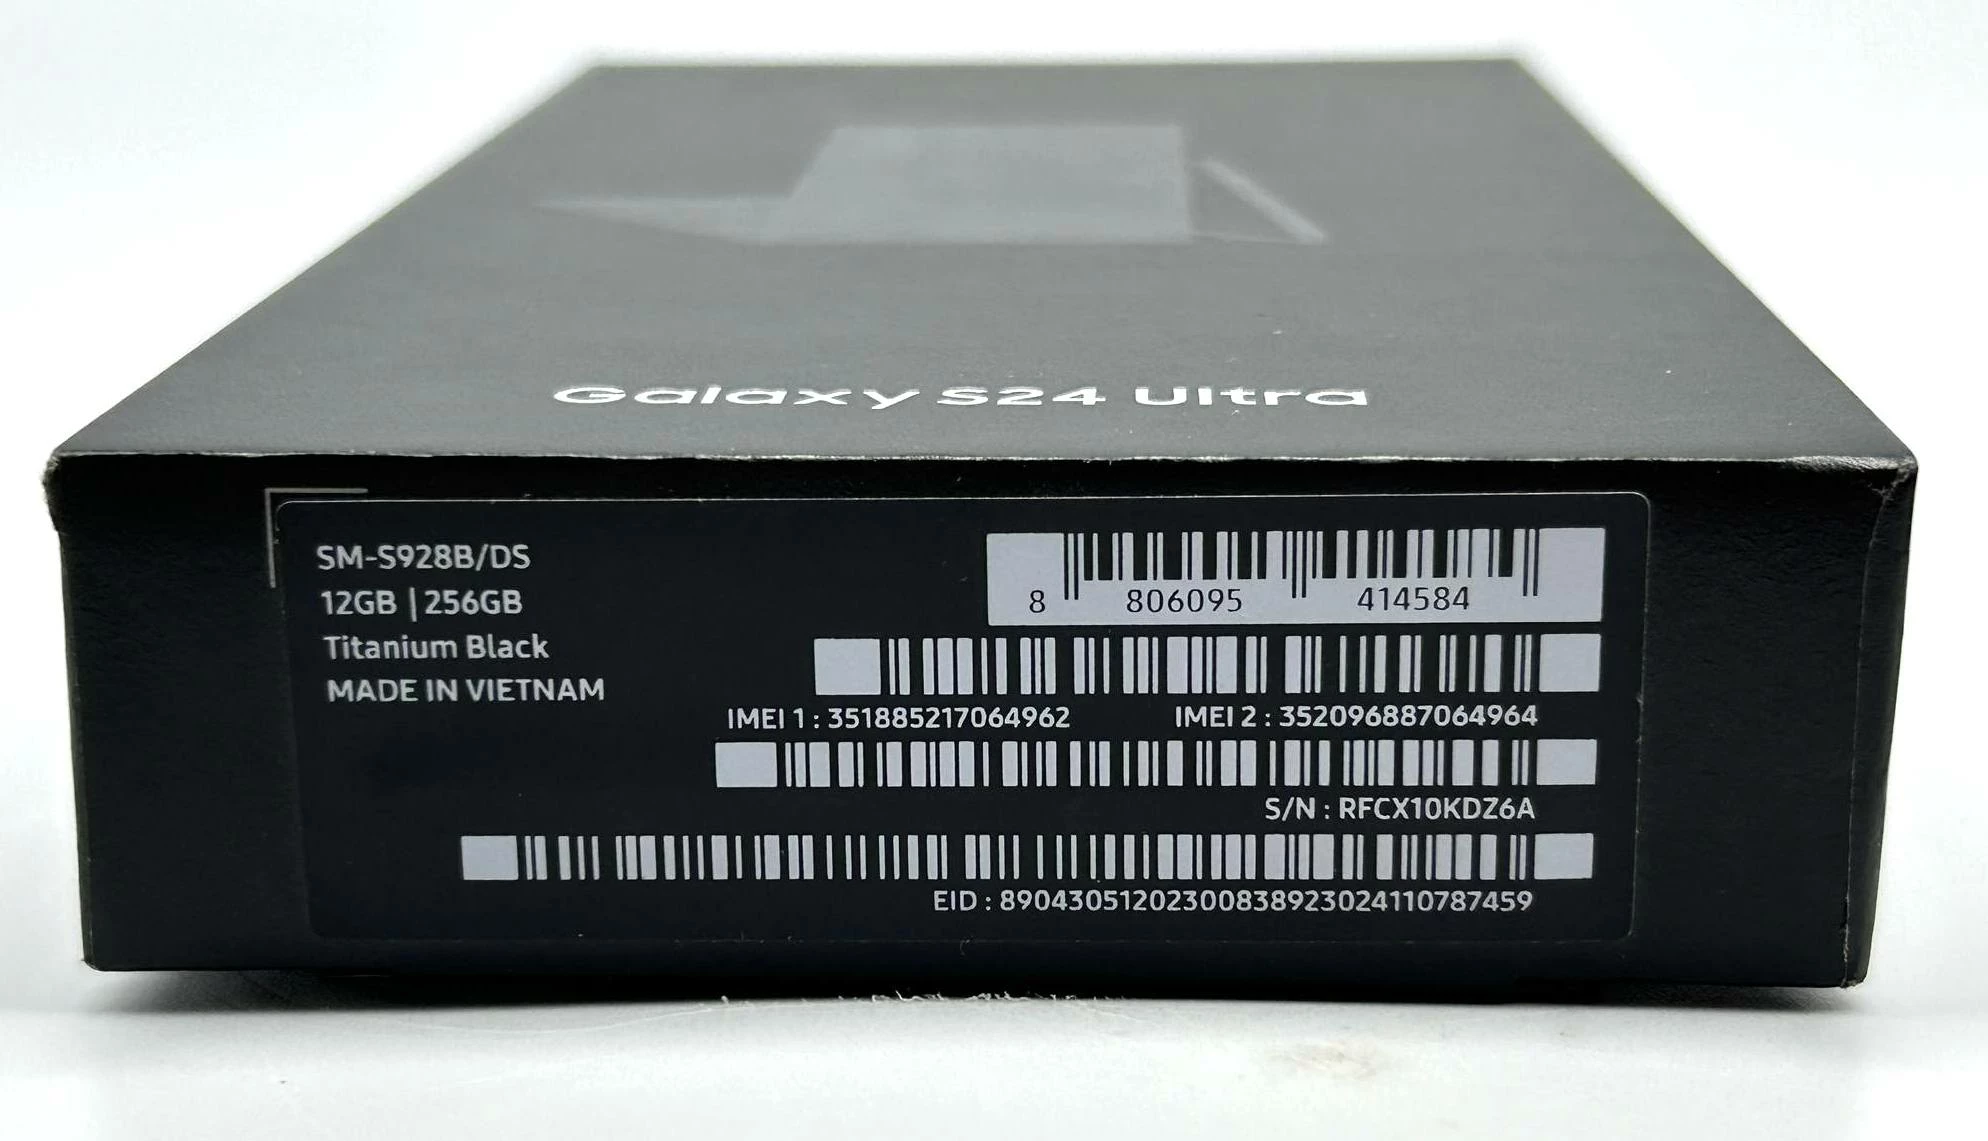 Galaxy S24 Ultra
SM-S928B/DS
12GB | 256GB
Titanium Black
MADE IN VIETNAM
8 806095 414584
IMEI 1 : 351885217064962 IMEI 2 : 352096887064964
S/N : RFCX10KDZ6A
EID : 89043051202300838923024110787459